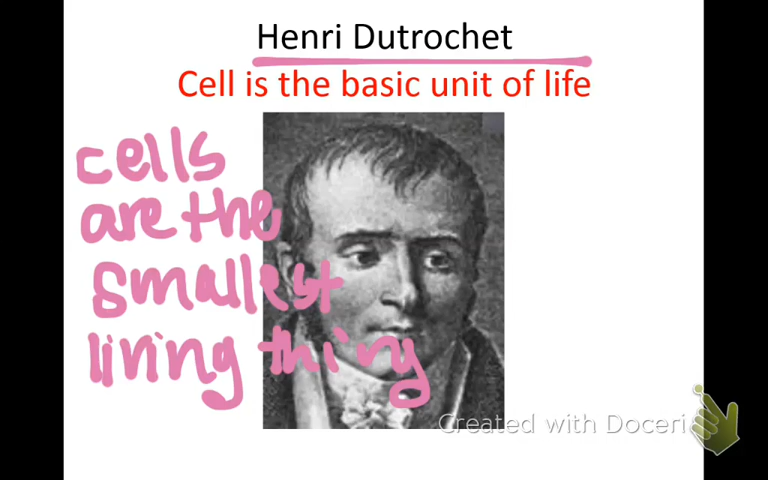 Henri Dutrochet
Cell is the basic unit of life
cells
are the
smallest
living thing
Created with Doceri